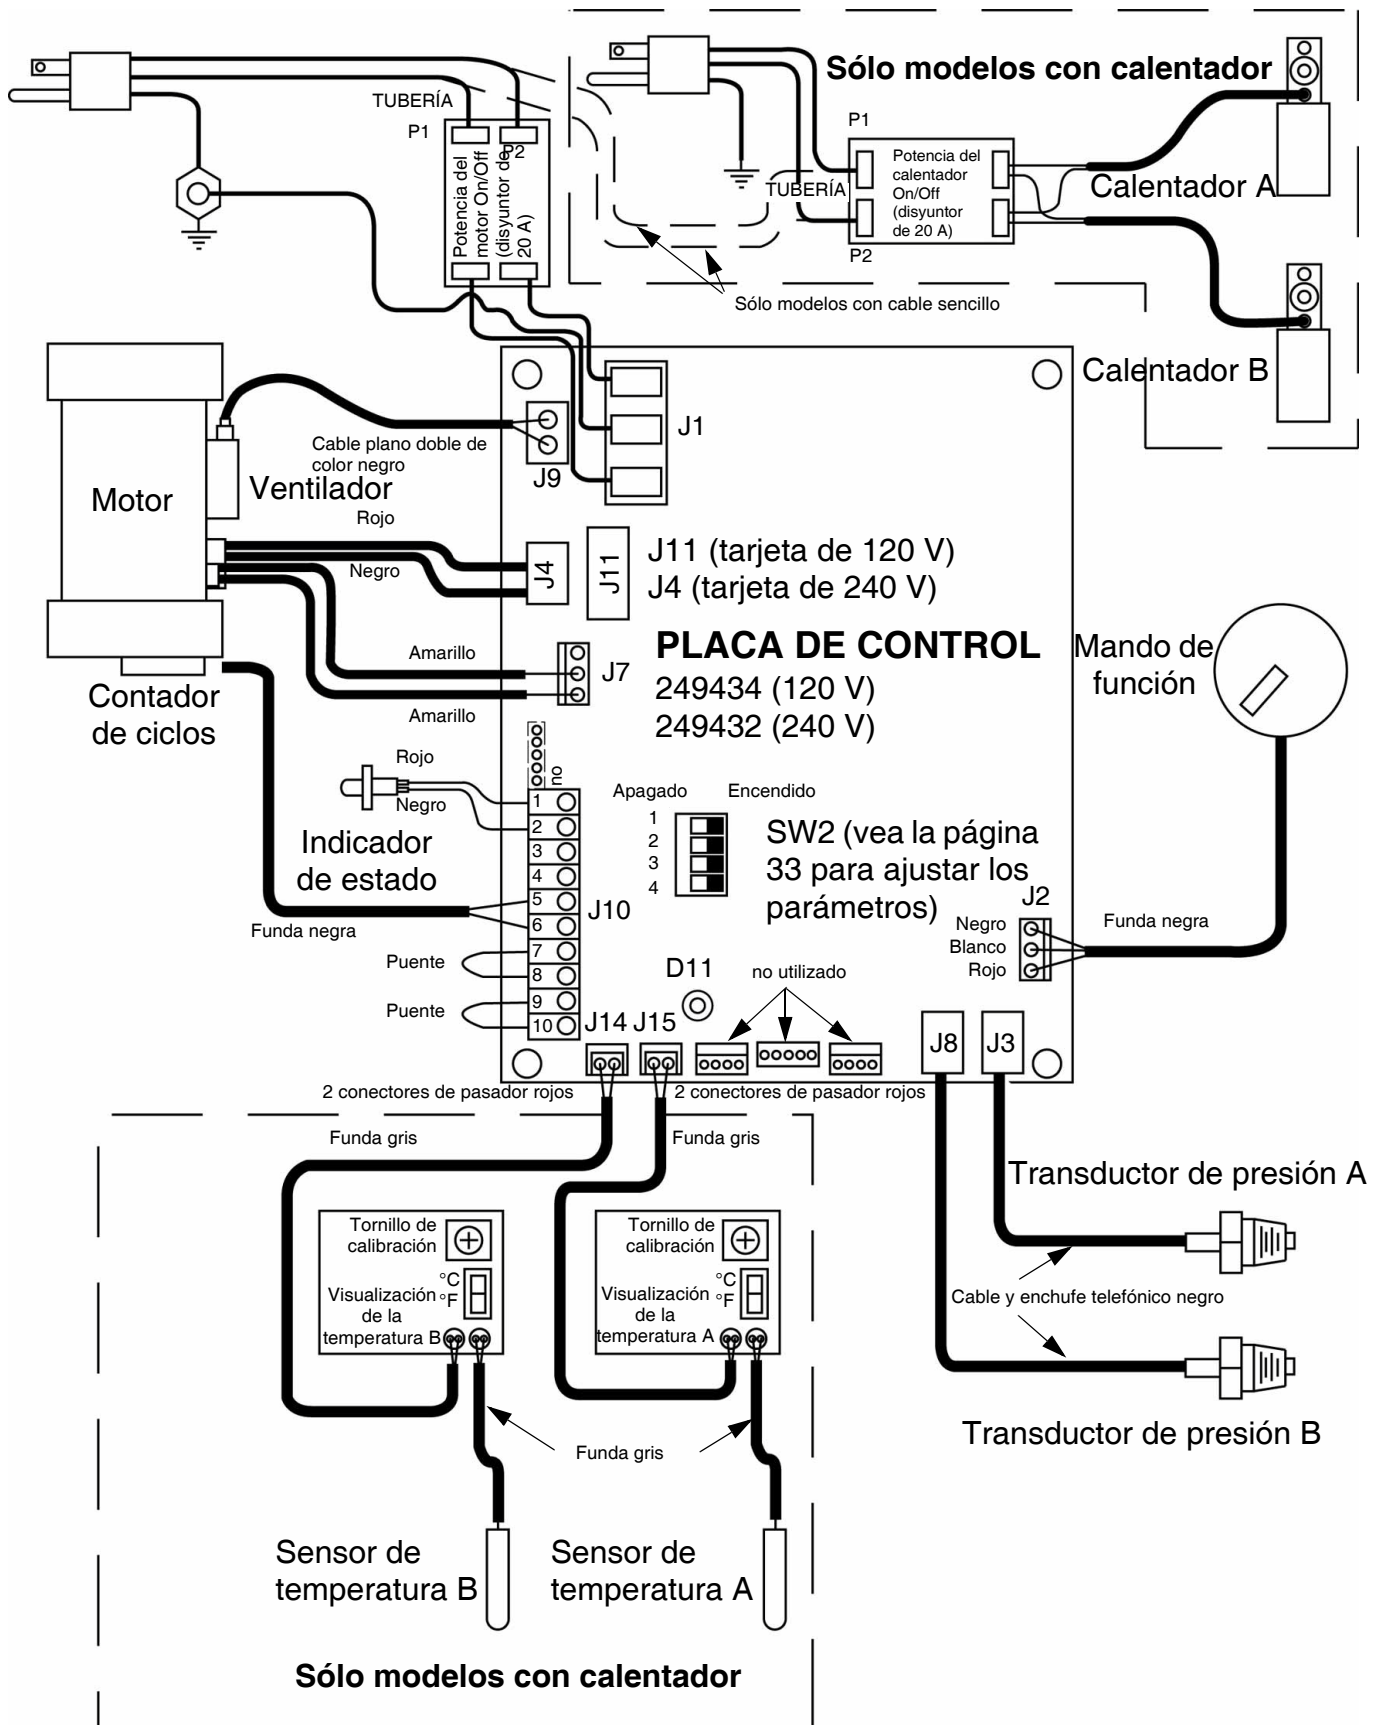 Sólo modelos con calentador
TUBERÍA
P1
P2
Potencia del
motor On/Off
(disyuntor de
20 A)
P1
Potencia del
calentador
On/Off
(disyuntor
de 20 A)
TUBERÍA
P2
Calentador A
Sólo modelos con cable sencillo
Calentador B
Motor
Cable plano doble de
color negro
Ventilador
J9
J1
Rojo
Negro
J4
J11
J11 (tarjeta de 120 V)
J4 (tarjeta de 240 V)
PLACA DE CONTROL
249434 (120 V)
249432 (240 V)
Mando de
función
Amarillo
J7
Amarillo
Contador
de ciclos
Rojo
Negro
no
Indicador
de estado
1
2
3
4
5
6
7
8
9
10
J10
Apagado
Encendido
1
2
3
4
SW2 (vea la página
33 para ajustar los
parámetros)
J2
Negro
Blanco
Rojo
Funda negra
Funda negra
Puente
Puente
D11
no utilizado
J14
J15
J8
J3
2 conectores de pasador rojos
2 conectores de pasador rojos
Funda gris
Funda gris
Transductor de presión A
Tornillo de
calibración
°C
°F
Visualización
de la
temperatura B
Tornillo de
calibración
°C
°F
Visualización
de la
temperatura A
Cable y enchufe telefónico negro
Transductor de presión B
Funda gris
Sensor de
temperatura B
Sensor de
temperatura A
Sólo modelos con calentador